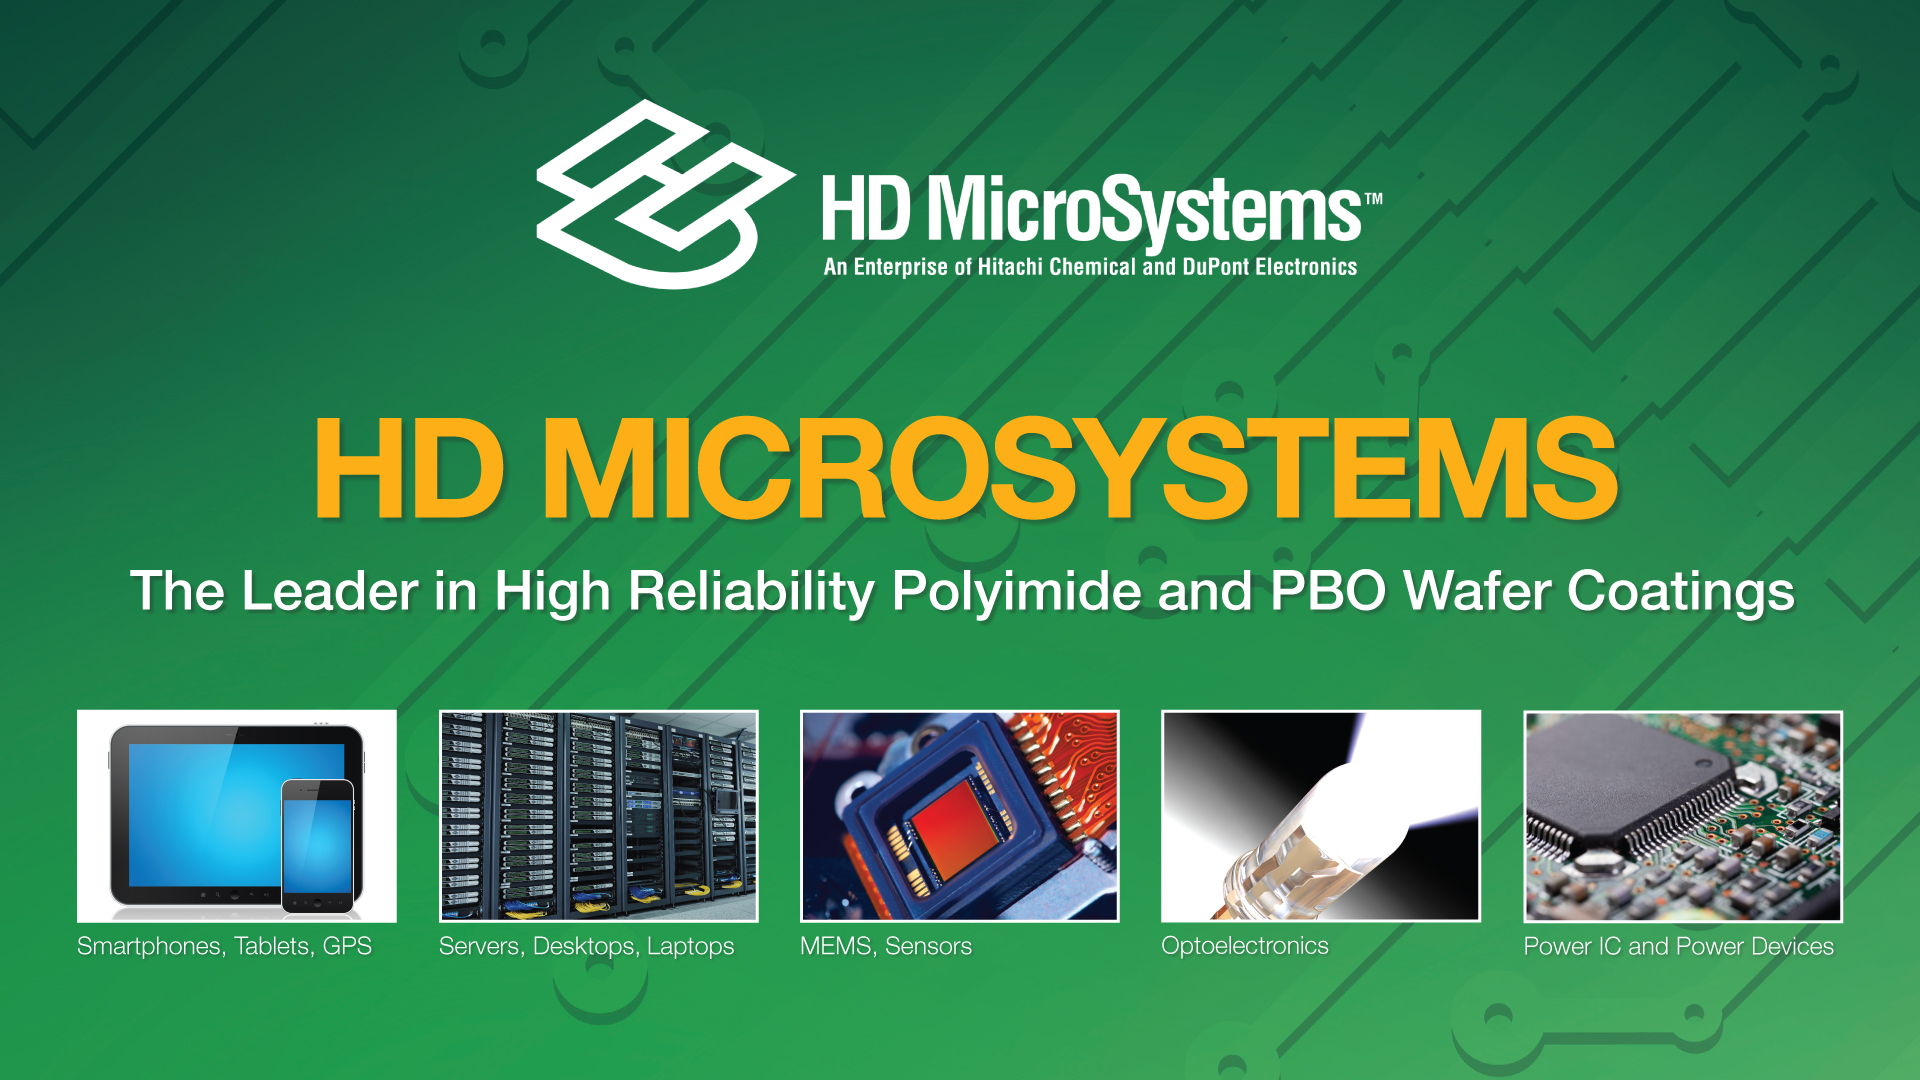 HD MicroSystems™
An Enterprise of Hitachi Chemical and DuPont Electronics
HD MICROSYSTEMS
The Leader in High Reliability Polyimide and PBO Wafer Coatings
Smartphones, Tablets, GPS
Servers, Desktops, Laptops
MEMS, Sensors
Optoelectronics
Power IC and Power Devices